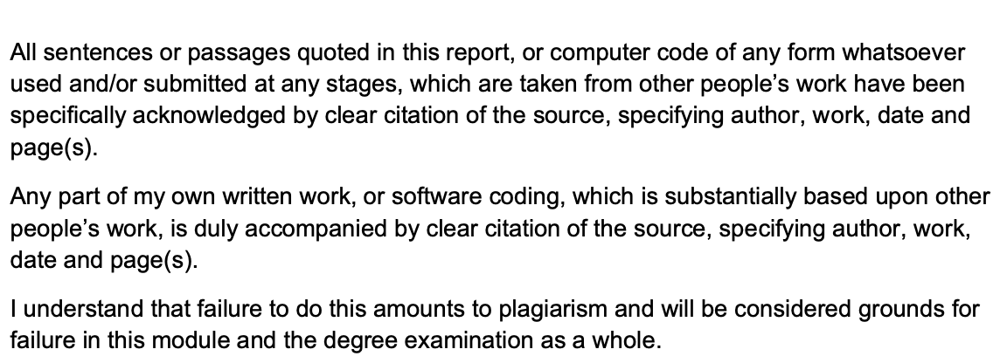 All sentences or passages quoted in this report, or computer code of any form whatsoever
used and/or submitted at any stages, which are taken from other people’s work have been
specifically acknowledged by clear citation of the source, specifying author, work, date and
page(s).
Any part of my own written work, or software coding, which is substantially based upon other
people’s work, is duly accompanied by clear citation of the source, specifying author, work,
date and page(s).
I understand that failure to do this amounts to plagiarism and will be considered grounds for
failure in this module and the degree examination as a whole.